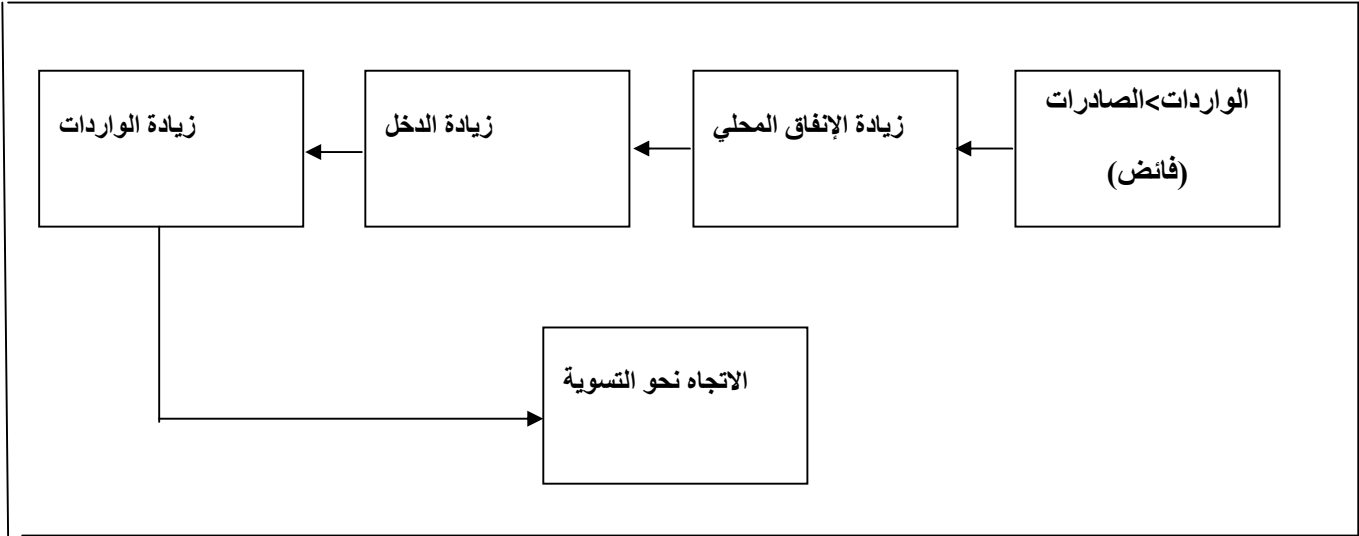 الواردات>الصادرات
(فائض)
زيادة الإنفاق المحلي
زيادة الدخل
زيادة الواردات
الاتجاه نحو التسوية